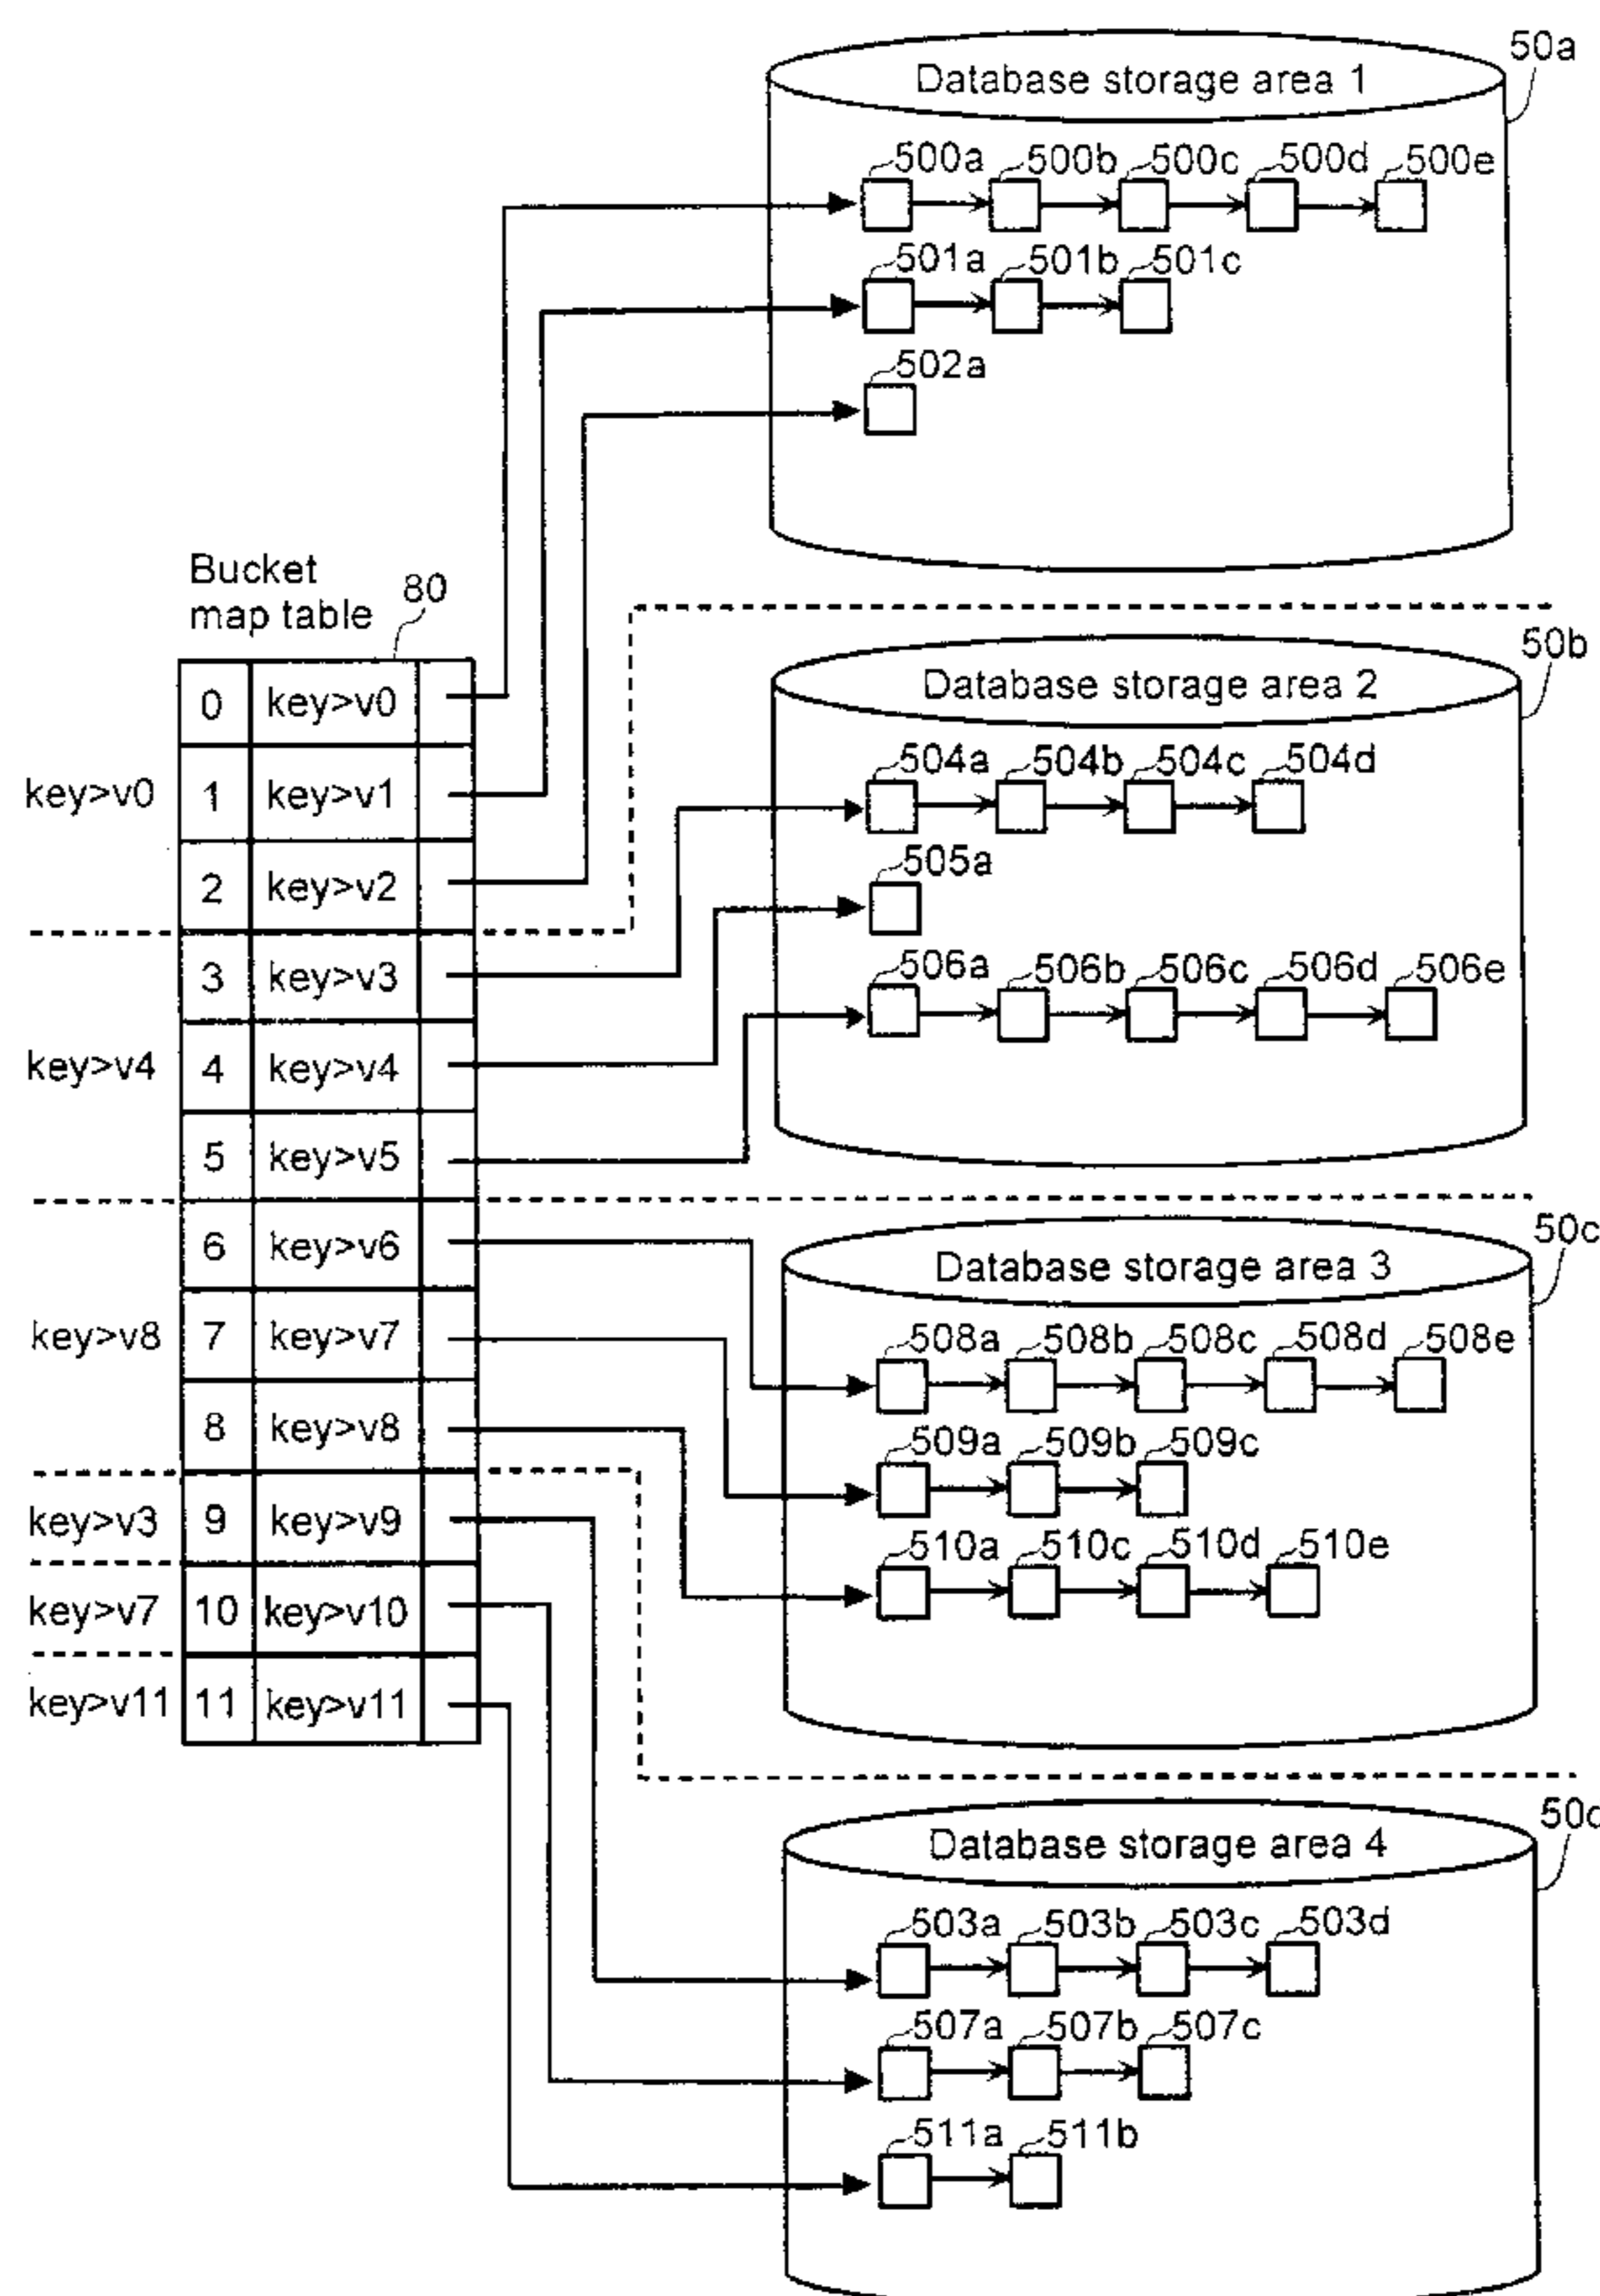 50a
Database storage area 1
500a 500b 500c 500d 500e
501a 501b 501c
502a
Bucket
map table
80
50b
Database storage area 2
504a 504b 504c 504d
505a
506a 506b 506c 506d 506e
0 key>v0
key>v0 1 key>v1
2 key>v2
3 key>v3
key>v4 4 key>v4
5 key>v5
6 key>v6
key>v8 7 key>v7
8 key>v8
key>v3 9 key>v9
key>v7 10 key>v10
key>v11 11 key>v11
50c
Database storage area 3
508a 508b 508c 508d 508e
509a 509b 509c
510a 510c 510d 510e
50d
Database storage area 4
503a 503b 503c 503d
507a 507b 507c
511a 511b